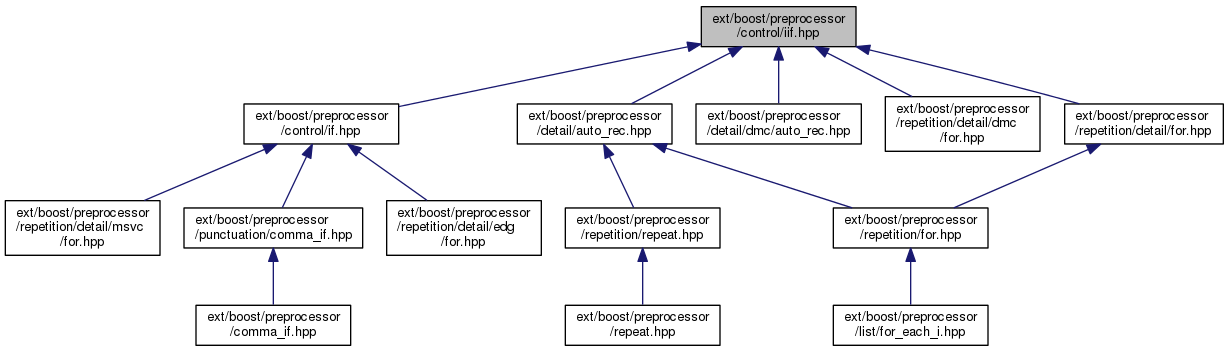 ext/boost/preprocessor
/control/iif.hpp
ext/boost/preprocessor
/control/if.hpp
ext/boost/preprocessor
/detail/auto_rec.hpp
ext/boost/preprocessor
/detail/dmc/auto_rec.hpp
ext/boost/preprocessor
/repetition/detail/dmc
/for.hpp
ext/boost/preprocessor
/repetition/detail/for.hpp
ext/boost/preprocessor
/repetition/detail/msvc
/for.hpp
ext/boost/preprocessor
/punctuation/comma_if.hpp
ext/boost/preprocessor
/repetition/detail/edg
/for.hpp
ext/boost/preprocessor
/repetition/repeat.hpp
ext/boost/preprocessor
/repetition/for.hpp
ext/boost/preprocessor
/comma_if.hpp
ext/boost/preprocessor
/repeat.hpp
ext/boost/preprocessor
/list/for_each_i.hpp